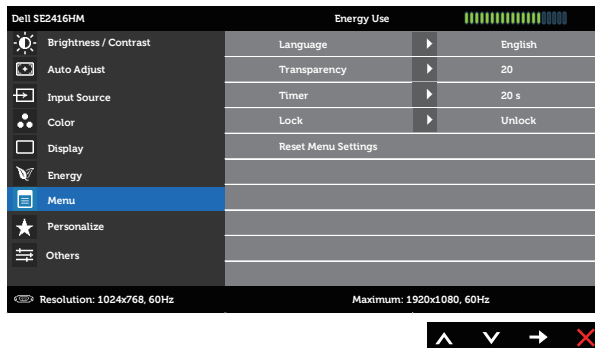 Dell SE2416HM Energy Use
Brightness / Contrast Language English
Auto Adjust Transparency 20
Input Source Timer 20 s
Color Lock Unlock
Display Reset Menu Settings
Energy
Menu
Personalize
Others
Resolution: 1024x768, 60Hz Maximum: 1920x1080, 60Hz